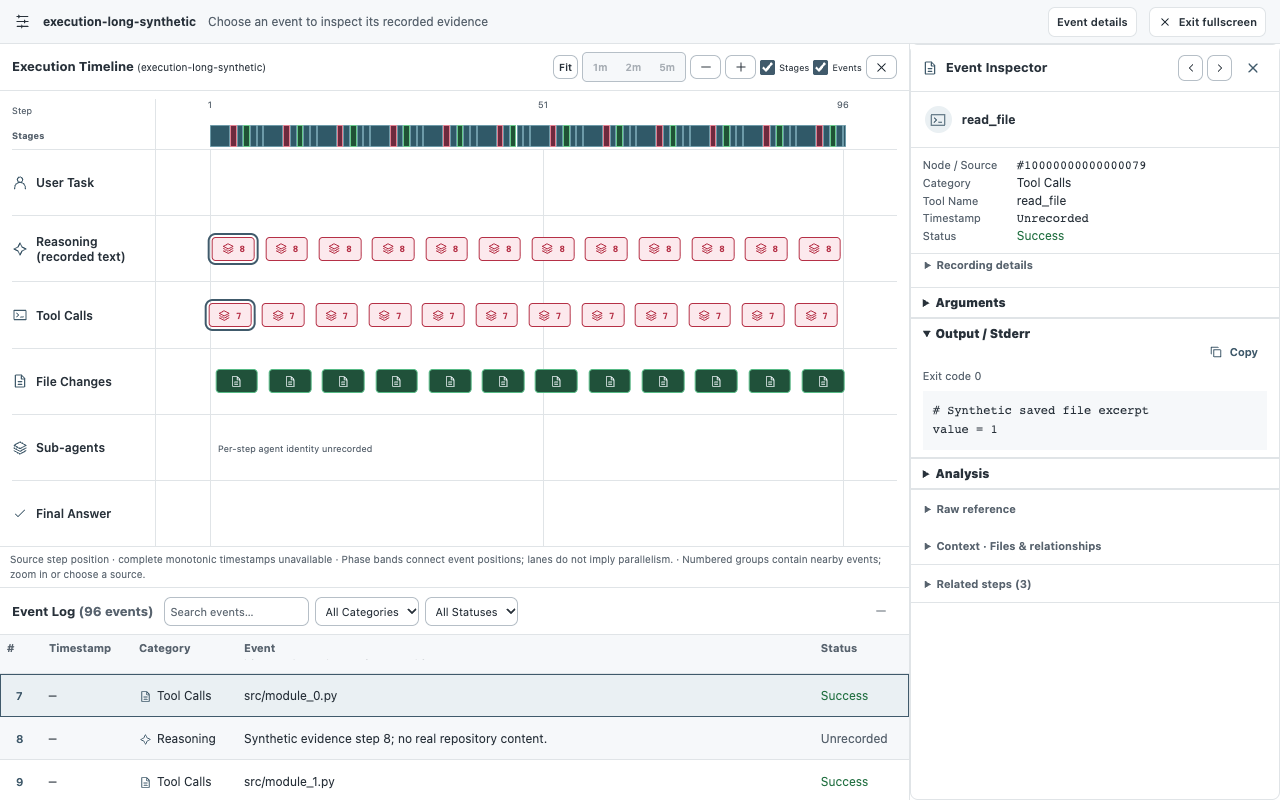 execution-long-synthetic Choose an event to inspect its recorded evidence Event details Exit fullscreen
Execution Timeline (execution-long-synthetic) Fit 1m 2m 5m Stages Events
Step 1 51 96
Stages
User Task
Reasoning (recorded text) 8 8 8 8 8 8 8 8 8 8 8 8
Tool Calls 7 7 7 7 7 7 7 7 7 7 7 7
File Changes
Sub-agents Per-step agent identity unrecorded
Final Answer
Source step position · complete monotonic timestamps unavailable · Phase bands connect event positions; lanes do not imply parallelism. · Numbered groups contain nearby events;
zoom in or choose a source.
Event Log (96 events) Search events... All Categories All Statuses
# Timestamp Category Event Status
7 — Tool Calls src/module_0.py Success
8 — Reasoning Synthetic evidence step 8; no real repository content. Unrecorded
9 — Tool Calls src/module_1.py Success
Event Inspector
read_file
Node / Source #10000000000000079
Category Tool Calls
Tool Name read_file
Timestamp Unrecorded
Status Success
Recording details
Arguments
Output / Stderr
Copy
Exit code 0
# Synthetic saved file excerpt
value = 1
Analysis
Raw reference
Context · Files & relationships
Related steps (3)